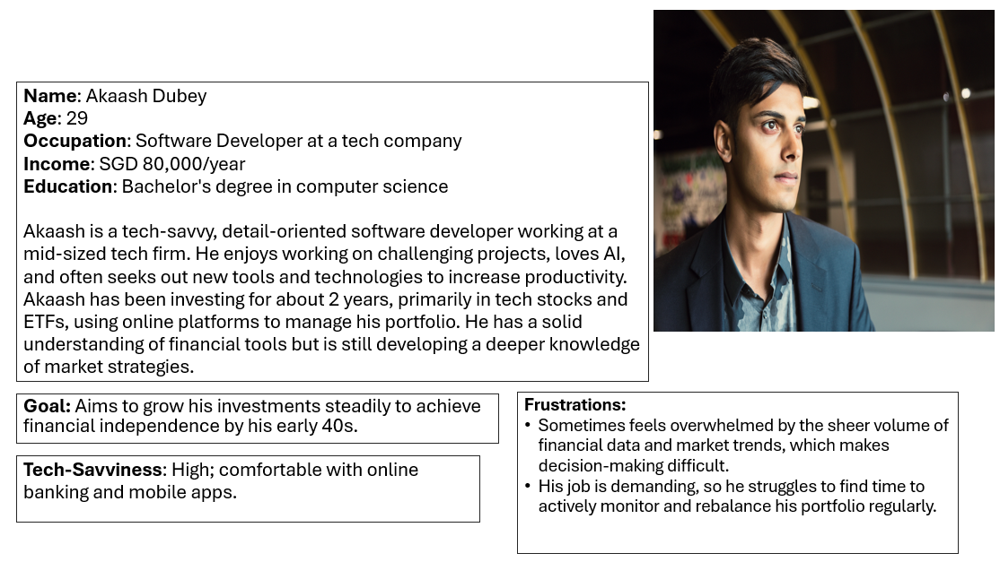 Name: Akaash Dubey
Age: 29
Occupation: Software Developer at a tech company
Income: SGD 80,000/year
Education: Bachelor's degree in computer science
Akaash is a tech-savvy, detail-oriented software developer working at a
mid-sized tech firm. He enjoys working on challenging projects, loves AI,
and often seeks out new tools and technologies to increase productivity.
Akaash has been investing for about 2 years, primarily in tech stocks and
ETFs, using online platforms to manage his portfolio. He has a solid
understanding of financial tools but is still developing a deeper knowledge
of market strategies.
Goal: Aims to grow his investments steadily to achieve
financial independence by his early 40s.
Tech-Savviness: High; comfortable with online
banking and mobile apps.
Frustrations:
• Sometimes feels overwhelmed by the sheer volume of
financial data and market trends, which makes
decision-making difficult.
• His job is demanding, so he struggles to find time to
actively monitor and rebalance his portfolio regularly.